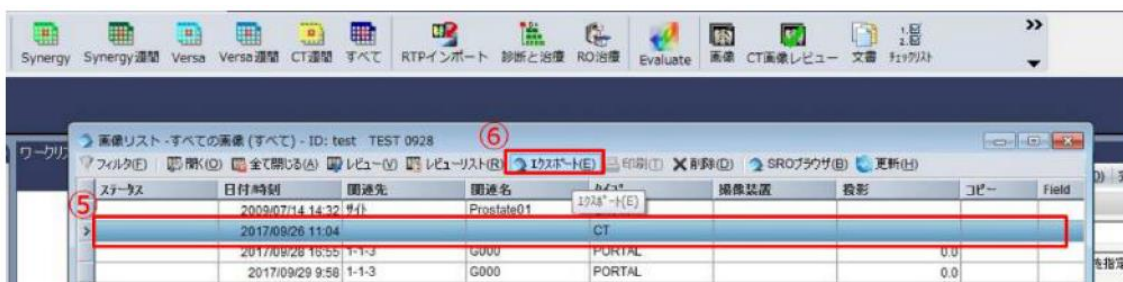 Synergy Synergy週間 Versa Versa週間 CT週間 すべて RTPインポート 診断と治療 RO治療 Evaluate 画像 CT画像レビュー 文書 チェックリスト
画像リスト -すべての画像 (すべて) - ID: test TEST 0928 ⑥
ワークリス
フィルタ(F) 開く(O) 全て閉じる(A) レビュー(V) レビューリスト(R) エクスポート(E) 印刷(T) 削除(D) SROブラウザ(B) 更新(H)
ステータス 日付/時刻 関連先 関連名 タイプ 撮像装置 投影 コピー Field
⑤
2009/07/14 14:32 サイト Prostate01
エクスポート(E)
2017/09/26 11:04 CT
2017/09/28 16:55 1-1-3 G000 PORTAL 0.0
2017/09/29 9:58 1-1-3 G000 PORTAL 0.0
を指定